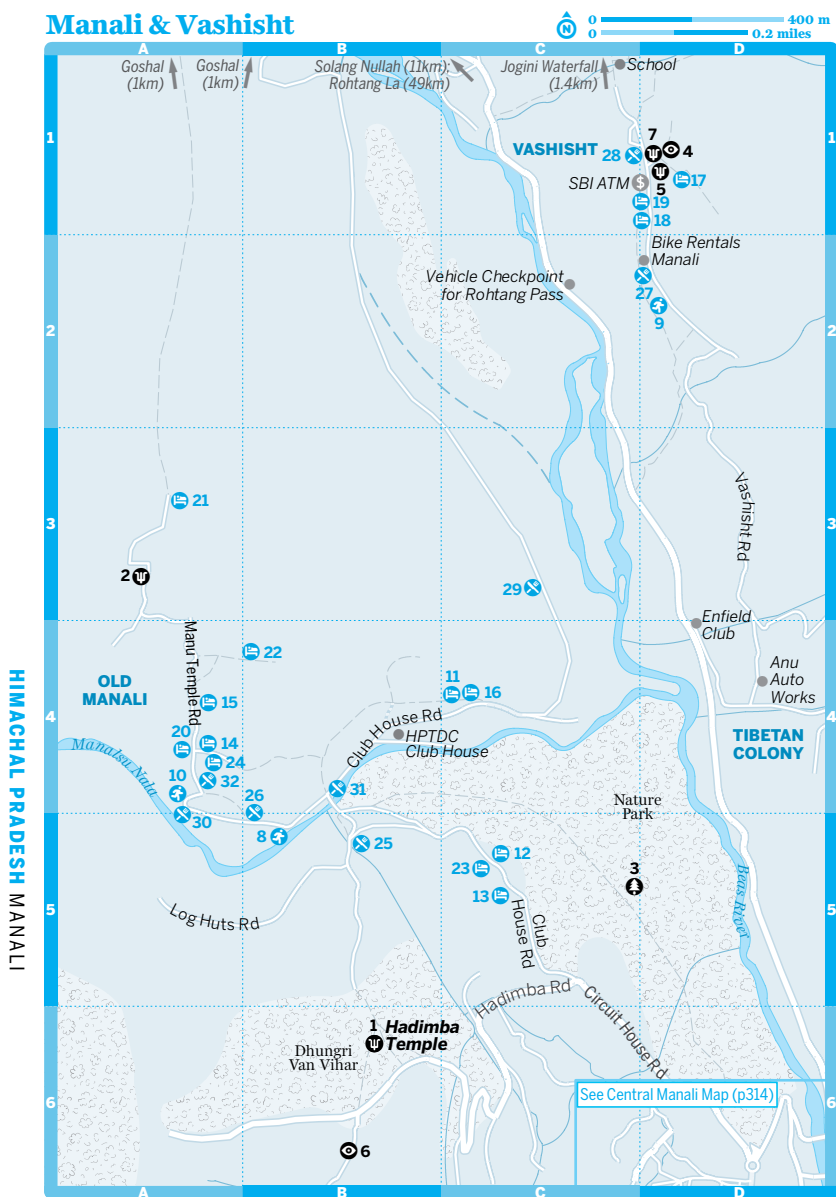 Manali & Vashisht
N
0 400 m
0 0.2 miles
A B C D
Goshal
(1km)
Goshal
(1km)
Solang Nullah (11km);
Rohtang La (49km)
Jogini Waterfall
(1.4km)
School
1
1
VASHISHT
28
7
4
5
17
SBI ATM
$
19
18
Bike Rentals
Manali
Vehicle Checkpoint
for Rohtang Pass
27
9
2
2
Vashisht Rd
21
3
3
2
29
Enfield
Club
Manu Temple Rd
22
Anu
Auto
Works
OLD
MANALI
11
16
15
4
4
Club House Rd
HPTDC
Club House
TIBETAN
COLONY
20
14
24
Manalsu Nala
10
32
26
31
30
Nature
Park
8
25
12
23
3
13
Beas River
5
5
Log Huts Rd
Club
House Rd
Hadimba Rd
Circuit House Rd
1
Hadimba
Temple
Dhungri
Van Vihar
See Central Manali Map (p314)
6
6
6
A B C D
HIMACHAL PRADESH MANALI